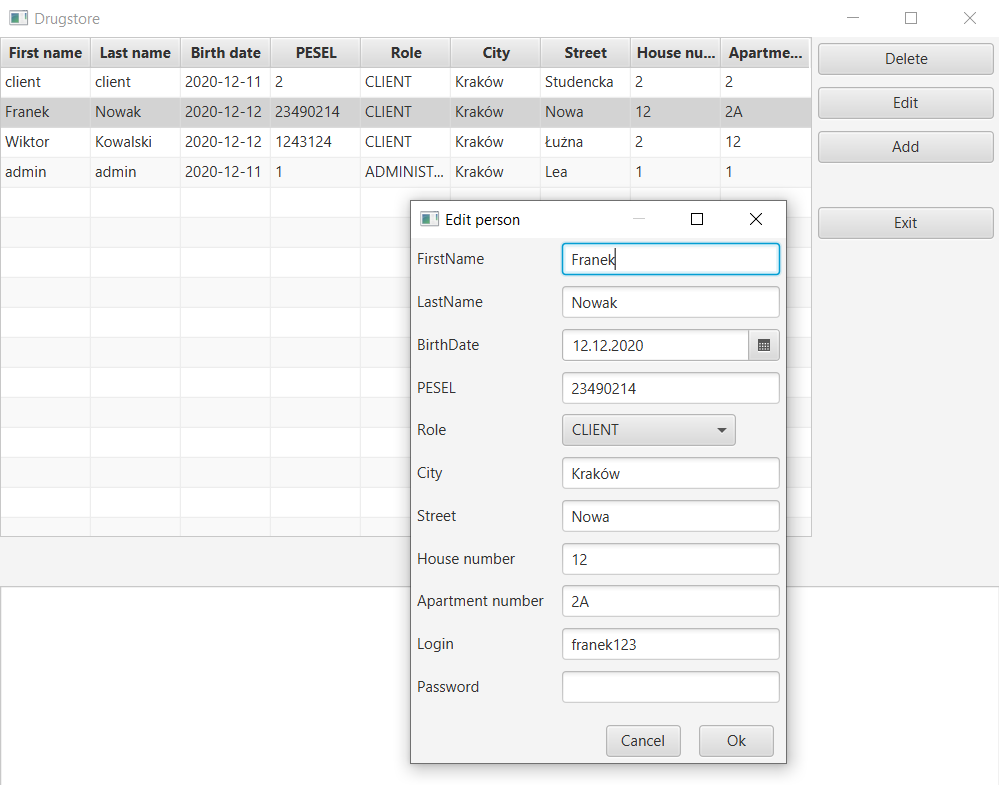 Drugstore
First name Last name Birth date PESEL Role City Street House nu... Apartme...
client client 2020-12-11 2 CLIENT Kraków Studencka 2 2
Franek Nowak 2020-12-12 23490214 CLIENT Kraków Nowa 12 2A
Wiktor Kowalski 2020-12-12 1243124 CLIENT Kraków Łużna 2 12
admin admin 2020-12-11 1 ADMINIST... Kraków Lea 1 1
Delete
Edit
Add
Exit
Edit person
FirstName Franek
LastName Nowak
BirthDate 12.12.2020
PESEL 23490214
Role CLIENT
City Kraków
Street Nowa
House number 12
Apartment number 2A
Login franek123
Password
Cancel Ok